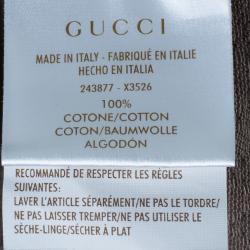 GUCCI
MADE IN ITALY - FABRIQUÉ EN ITALIE
HECHO EN ITALIA
243877 - X3526
100%
COTONE/COTTON
COTON/BAUMWOLLE
ALGODÓN
RECOMMANDÉ DE RESPECTER LES RÈGLES
SUIVANTES:
LAVER L'ARTICLE SÉPARÉMENT/NE PAS LE TORDRE/
NE PAS LAISSER TREMPER/NE PAS UTILISER LE
SÈCHE-LINGE/SÉCHER À PLAT